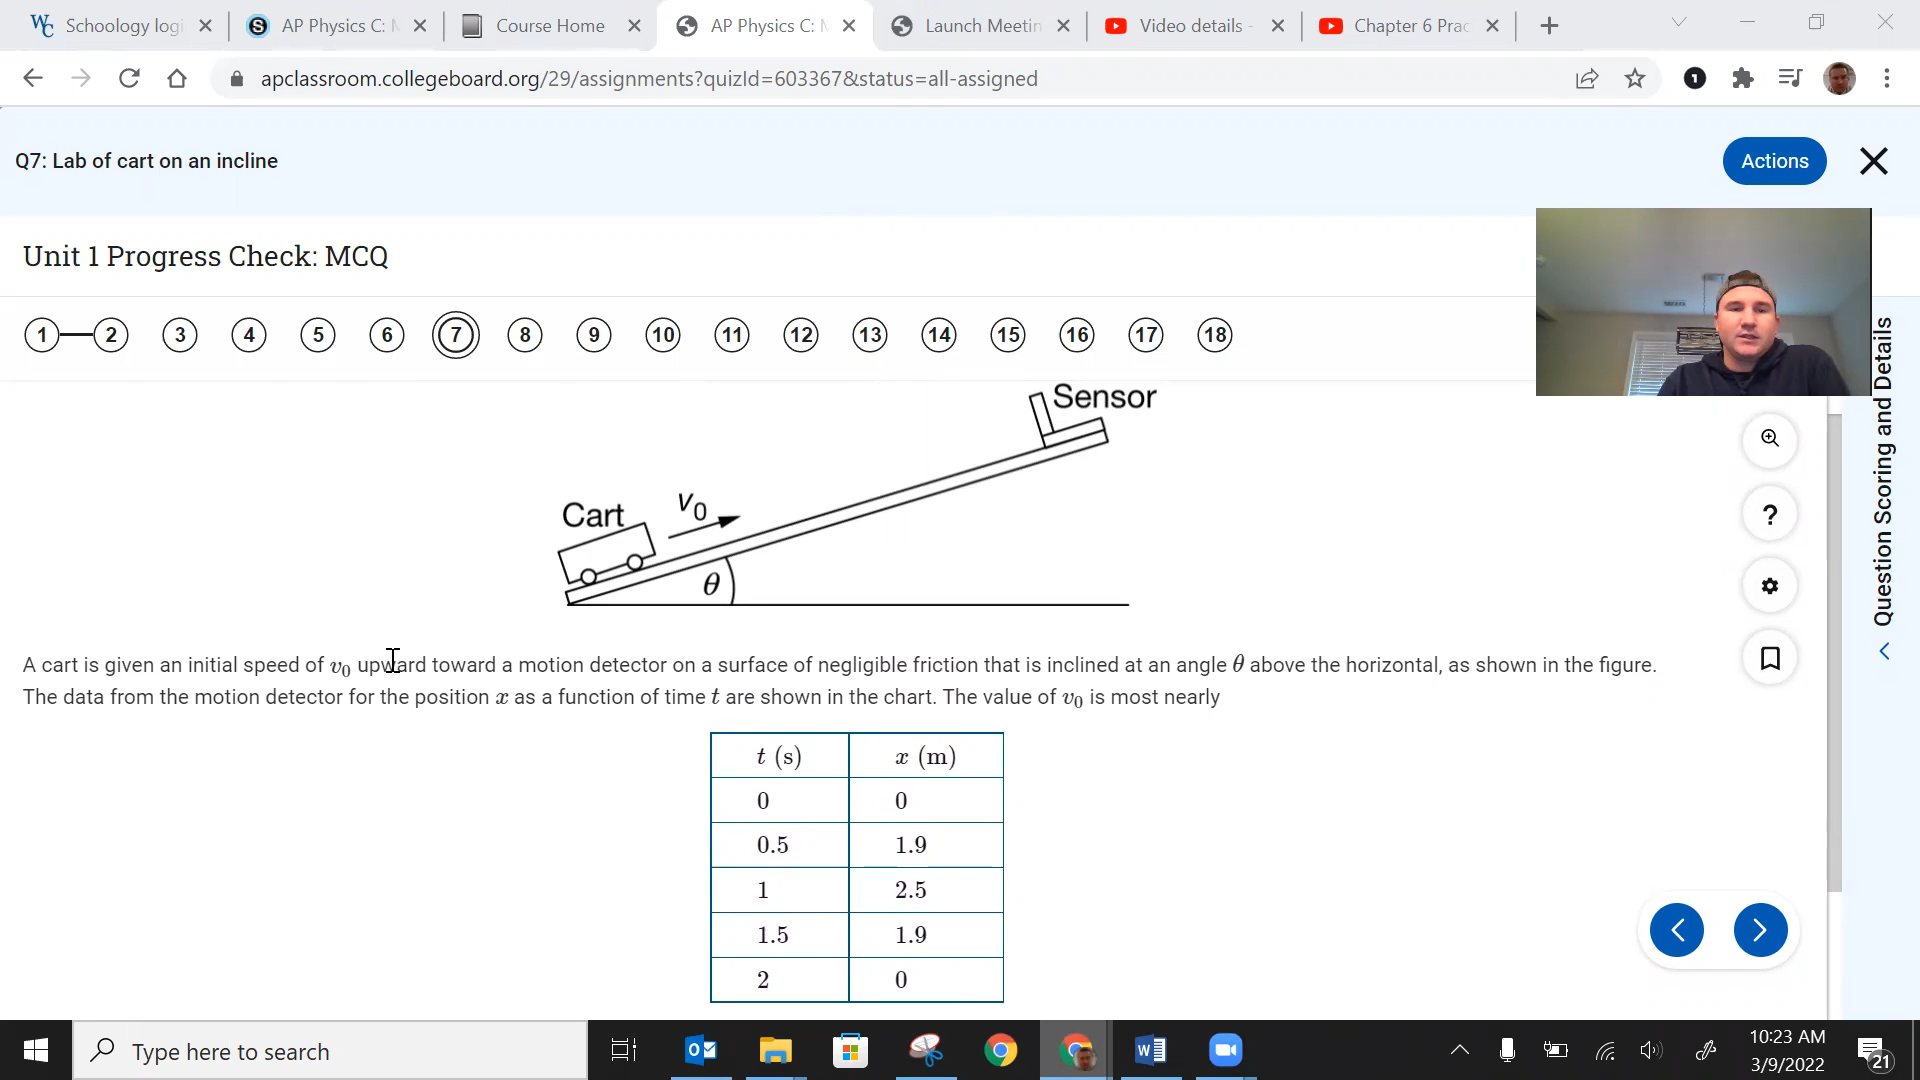 Schoology logi
AP Physics C: M
Course Home
AP Physics C: M
Launch Meetin
Video details -
Chapter 6 Prac
apclassroom.collegeboard.org/29/assignments?quizId=603367&status=all-assigned
Q7: Lab of cart on an incline
Actions
Unit 1 Progress Check: MCQ
1 2 3 4 5 6 7 8 9 10 11 12 13 14 15 16 17 18
Question Scoring and Details
Sensor
Cart
v₀
θ
A cart is given an initial speed of v₀ upward toward a motion detector on a surface of negligible friction that is inclined at an angle θ above the horizontal, as shown in the figure.
The data from the motion detector for the position x as a function of time t are shown in the chart. The value of v₀ is most nearly
t (s) x (m)
0 0
0.5 1.9
1 2.5
1.5 1.9
2 0
Type here to search
10:23 AM
3/9/2022
21